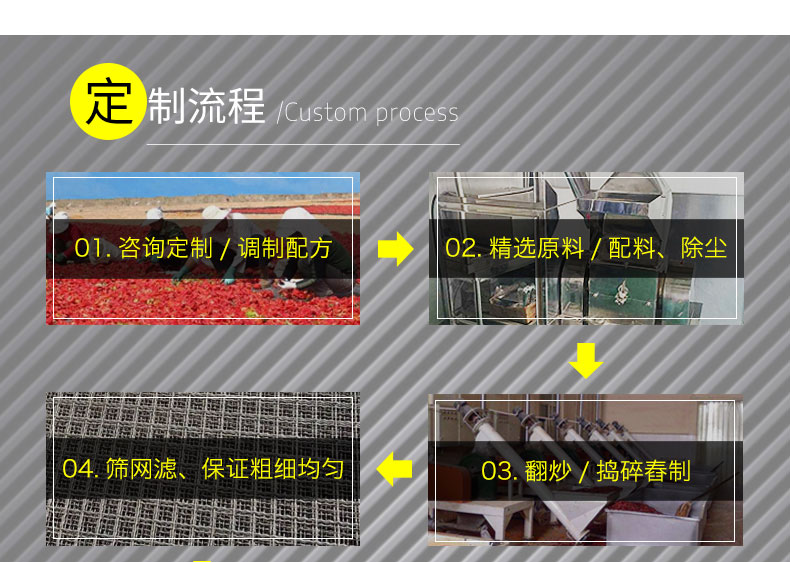 定制流程 /Custom process
01. 咨询定制 / 调制配方
02. 精选原料 / 配料、除尘
03. 翻炒 / 捣碎舂制
04. 筛网滤、保证粗细均匀